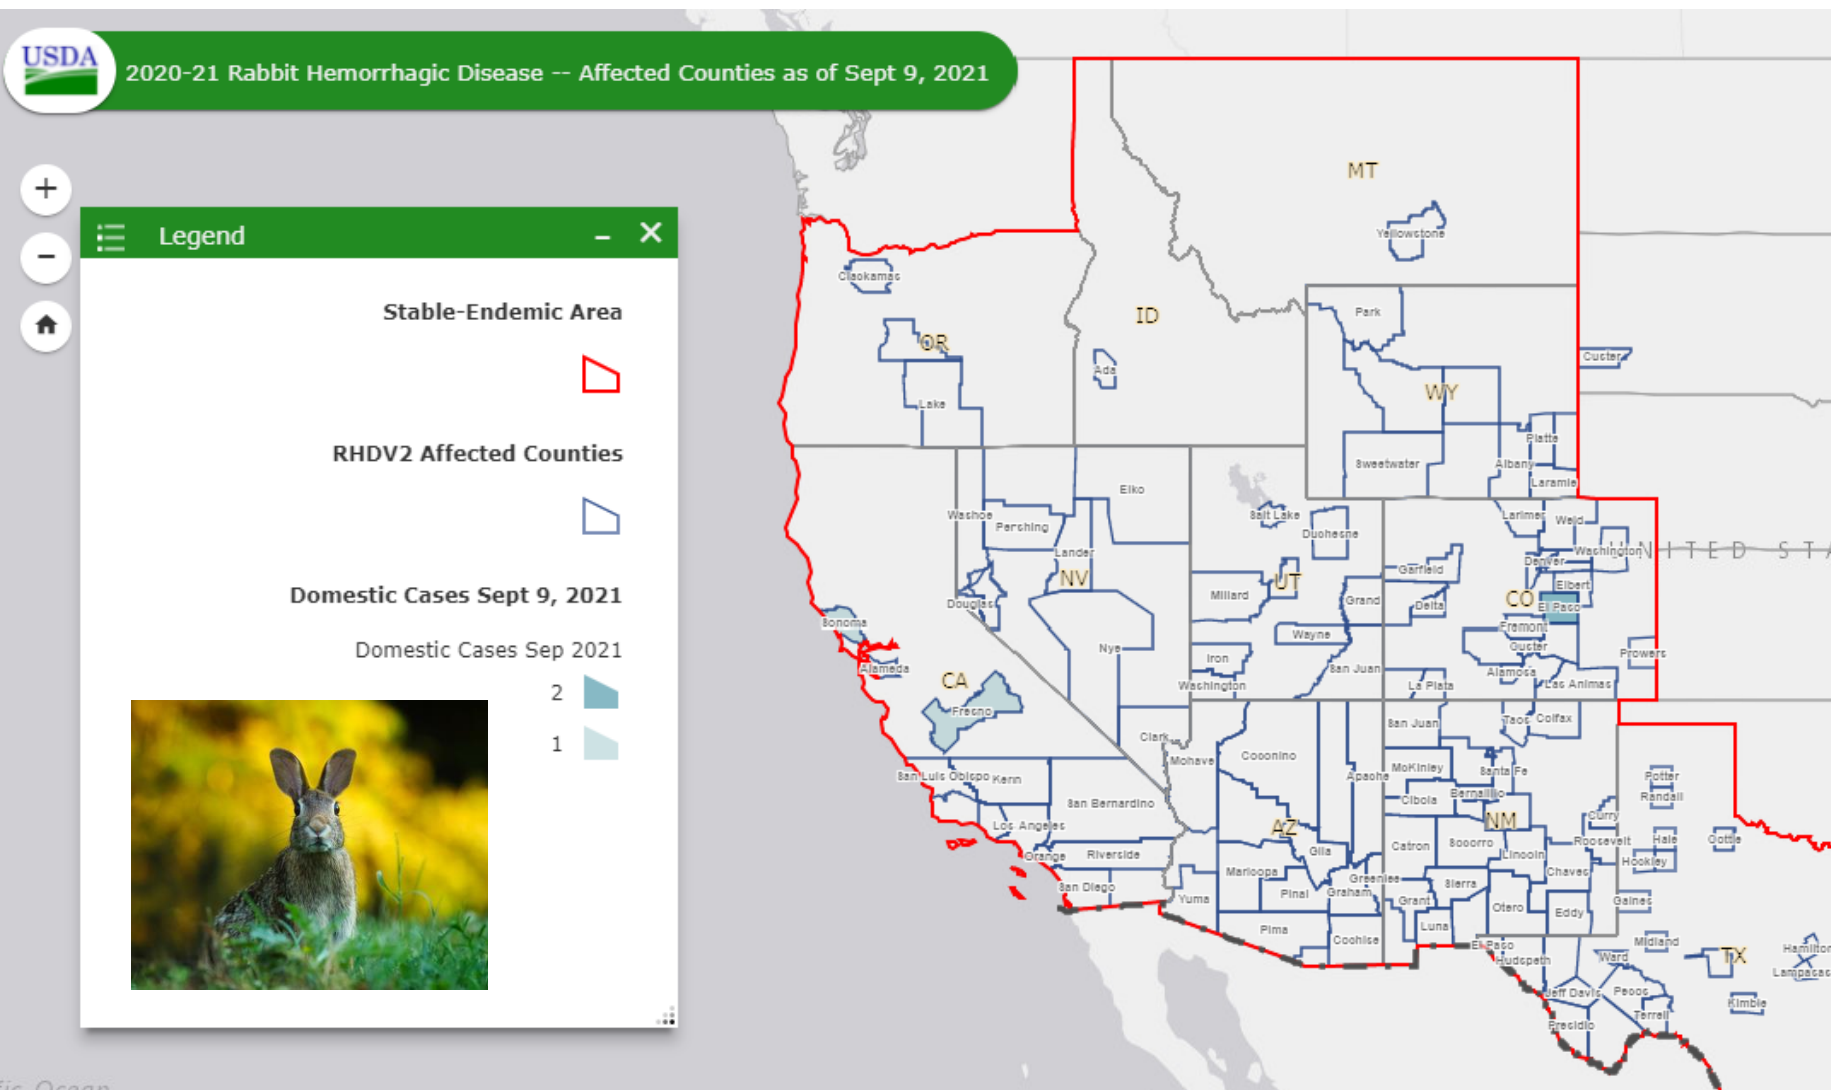 USDA
2020-21 Rabbit Hemorrhagic Disease -- Affected Counties as of Sept 9, 2021
+
−
Legend
Stable-Endemic Area
RHDV2 Affected Counties
Domestic Cases Sept 9, 2021
Domestic Cases Sep 2021
2
1
MT
Yellowstone
Clackamas
OR
ID
Park
Custer
Ada
Lake
WY
Platte
Sweetwater
Albany
Laramie
Elko
Washoe
Pershing
Salt Lake
Duchesne
Larimer
Weld
Lander
Washington
UNITED STA
Denver
NV
UT
Garfield
Elbert
Douglas
Millard
Grand
Delta
CO
El Paso
Sonoma
Wayne
Fremont
Nye
Custer
Prowers
Alameda
Iron
San Juan
Alamosa
CA
Washington
La Plata
Las Animas
Fresno
San Juan
Taos
Colfax
Clark
Mohave
Coconino
McKinley
Santa Fe
San Luis Obispo
Kern
Apache
Potter
Cibola
Bernalillo
Randall
San Bernardino
Los Angeles
AZ
NM
Curry
Orange
Riverside
Gila
Catron
Socorro
Lincoln
Roosevelt
Hale
Cottle
Maricopa
Greenlee
Hockley
San Diego
Pinal
Graham
Sierra
Chaves
Yuma
Grant
Otero
Eddy
Gaines
Pima
Cochise
Luna
El Paso
Midland
Hamilton
Hudspeth
Ward
TX
Lampasas
Jeff Davis
Pecos
Kimble
Presidio
Terrell
fic Ocean